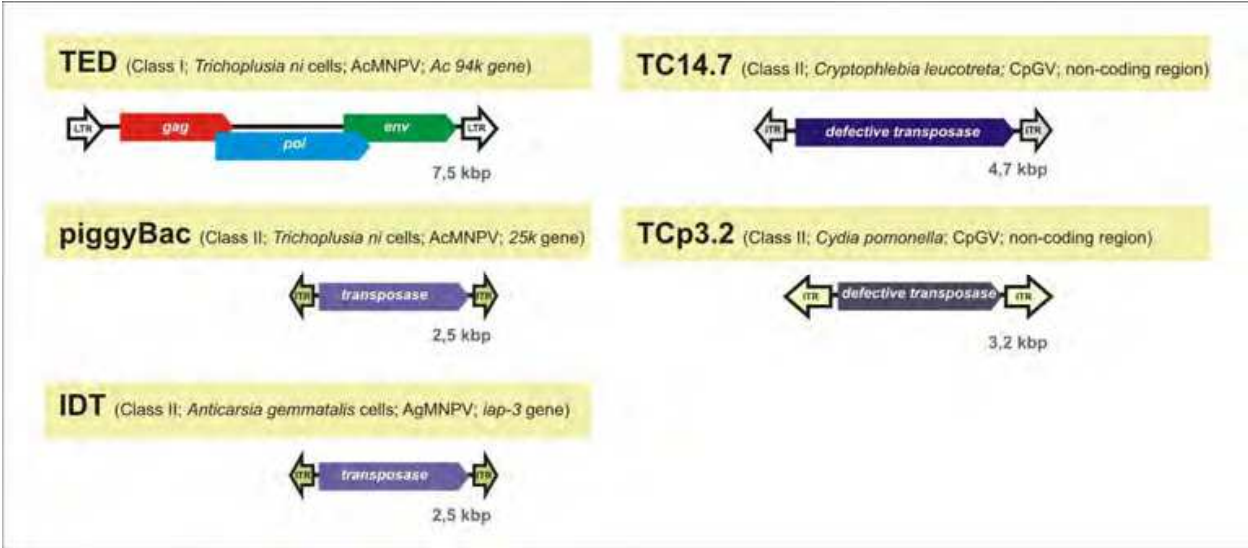 TED (Class I; Trichoplusia ni cells; AcMNPV; Ac 94k gene)
LTR gag pol env LTR
7,5 kbp
piggyBac (Class II; Trichoplusia ni cells; AcMNPV; 25k gene)
ITR transposase ITR
2,5 kbp
IDT (Class II; Anticarsia gemmatalis cells; AgMNPV; iap-3 gene)
ITR transposase ITR
2,5 kbp
TC14.7 (Class II; Cryptophlebia leucotreta; CpGV; non-coding region)
ITR defective transposase ITR
4,7 kbp
TCp3.2 (Class II; Cydia pomonella; CpGV; non-coding region)
ITR defective transposase ITR
3,2 kbp